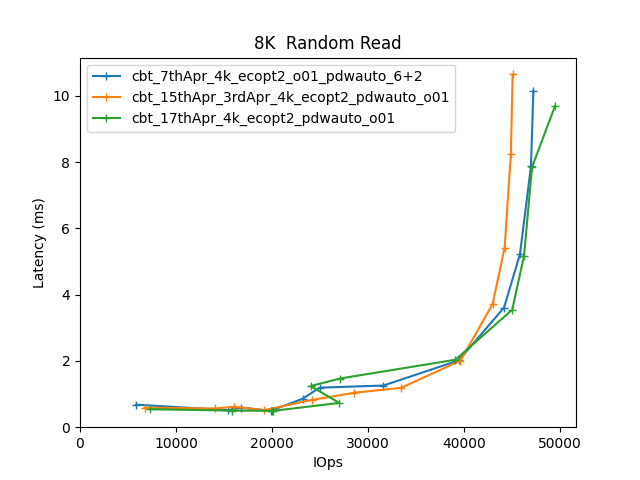 8K  Random Read
cbt_7thApr_4k_ecopt2_o01_pdwauto_6+2
cbt_15thApr_3rdApr_4k_ecopt2_pdwauto_o01
cbt_17thApr_4k_ecopt2_pdwauto_o01
Latency (ms)
10
8
6
4
2
0
0 10000 20000 30000 40000 50000
IOps